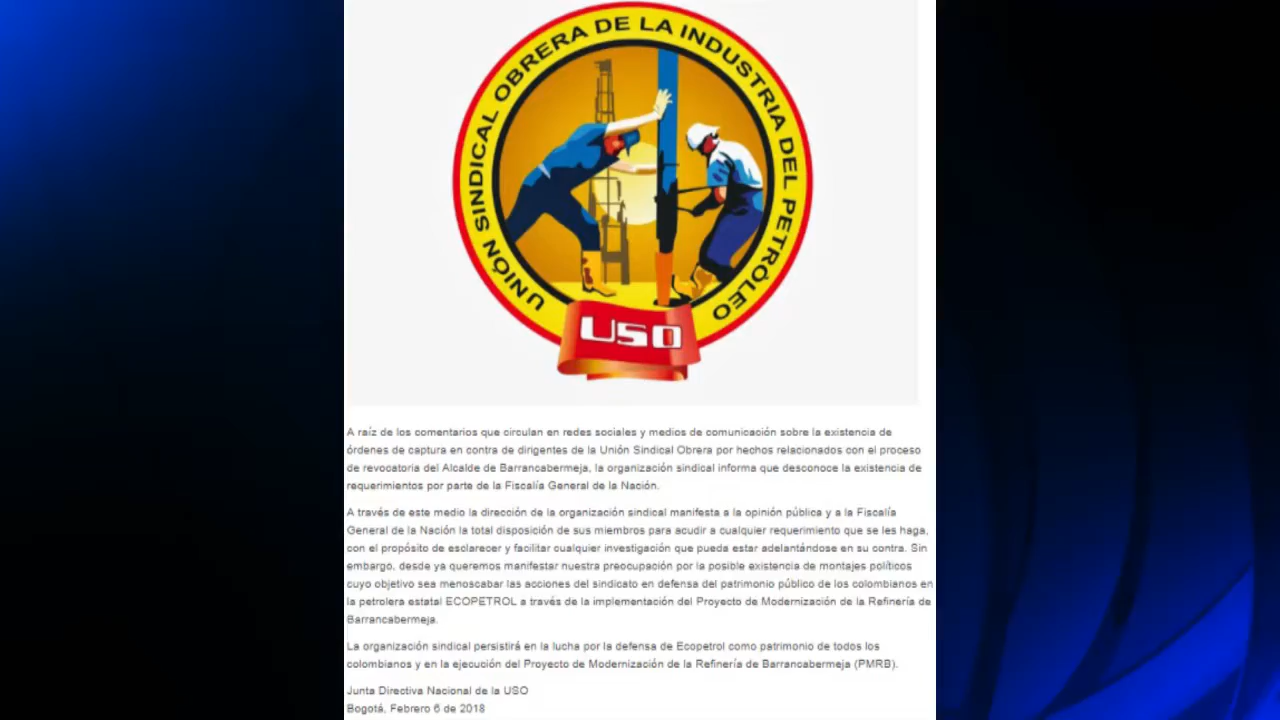 UNIÓN SINDICAL OBRERA DE LA INDUSTRIA DEL PETRÓLEO
USO
A raíz de los comentarios que circulan en redes sociales y medios de comunicación sobre la existencia de
órdenes de captura en contra de dirigentes de la Unión Sindical Obrera por hechos relacionados con el proceso
de revocatoria del Alcalde de Barrancabermeja, la organización sindical informa que desconoce la existencia de
requerimientos por parte de la Fiscalía General de la Nación.
A través de este medio la dirección de la organización sindical manifesta a la opinión pública y a la Fiscalía
General de la Nación la total disposición de sus miembros para acudir a cualquier requerimiento que se les haga,
con el propósito de esclarecer y facilitar cualquier investigación que pueda estar adelantándose en su contra. Sin
embargo, desde ya queremos manifestar nuestra preocupación por la posible existencia de montajes políticos
cuyo objetivo sea menoscabar las acciones del sindicato en defensa del patrimonio público de los colombianos en
la petrolera estatal ECOPETROL a través de la implementación del Proyecto de Modernización de la Refinería de
Barrancabermeja.
La organización sindical persistirá en la lucha por la defensa de Ecopetrol como patrimonio de todos los
colombianos y en la ejecución del Proyecto de Modernización de la Refinería de Barrancabermeja (PMRB).
Junta Directiva Nacional de la USO
Bogotá, Febrero 6 de 2018